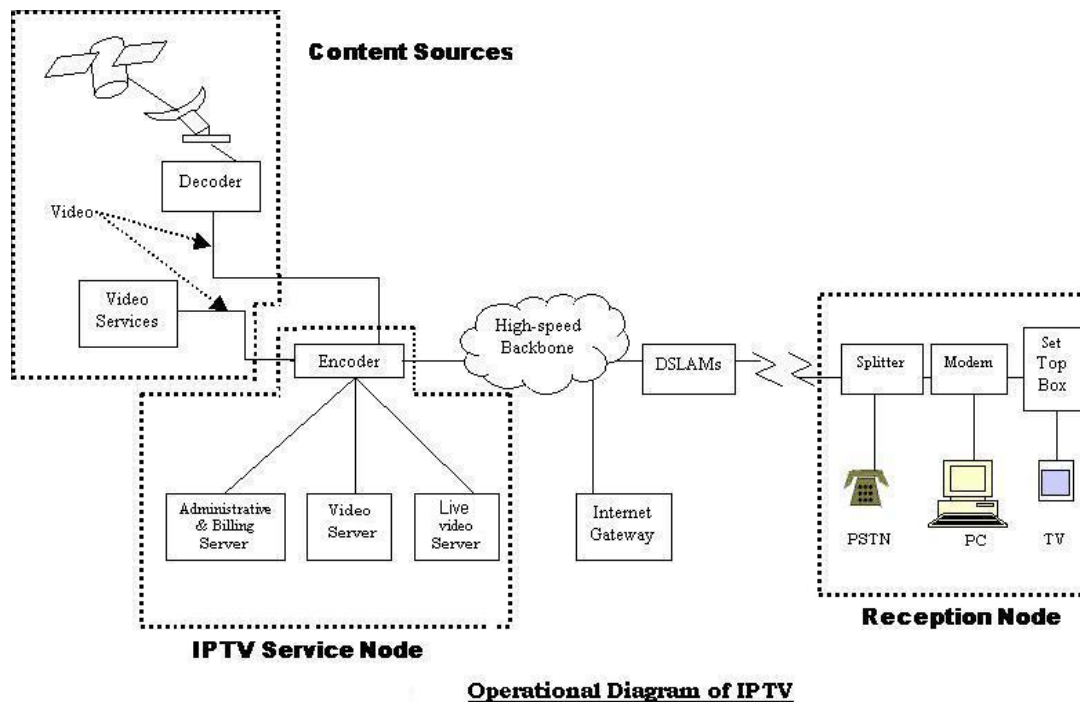 Content Sources
Decoder
Video
Video
Services
Encoder
High-speed
Backbone
DSLAMs
Splitter
Modem
Set
Top
Box
Administrative
& Billing
Server
Video
Server
Live
video
Server
Internet
Gateway
PSTN
PC
TV
Reception Node
IPTV Service Node
Operational Diagram of IPTV